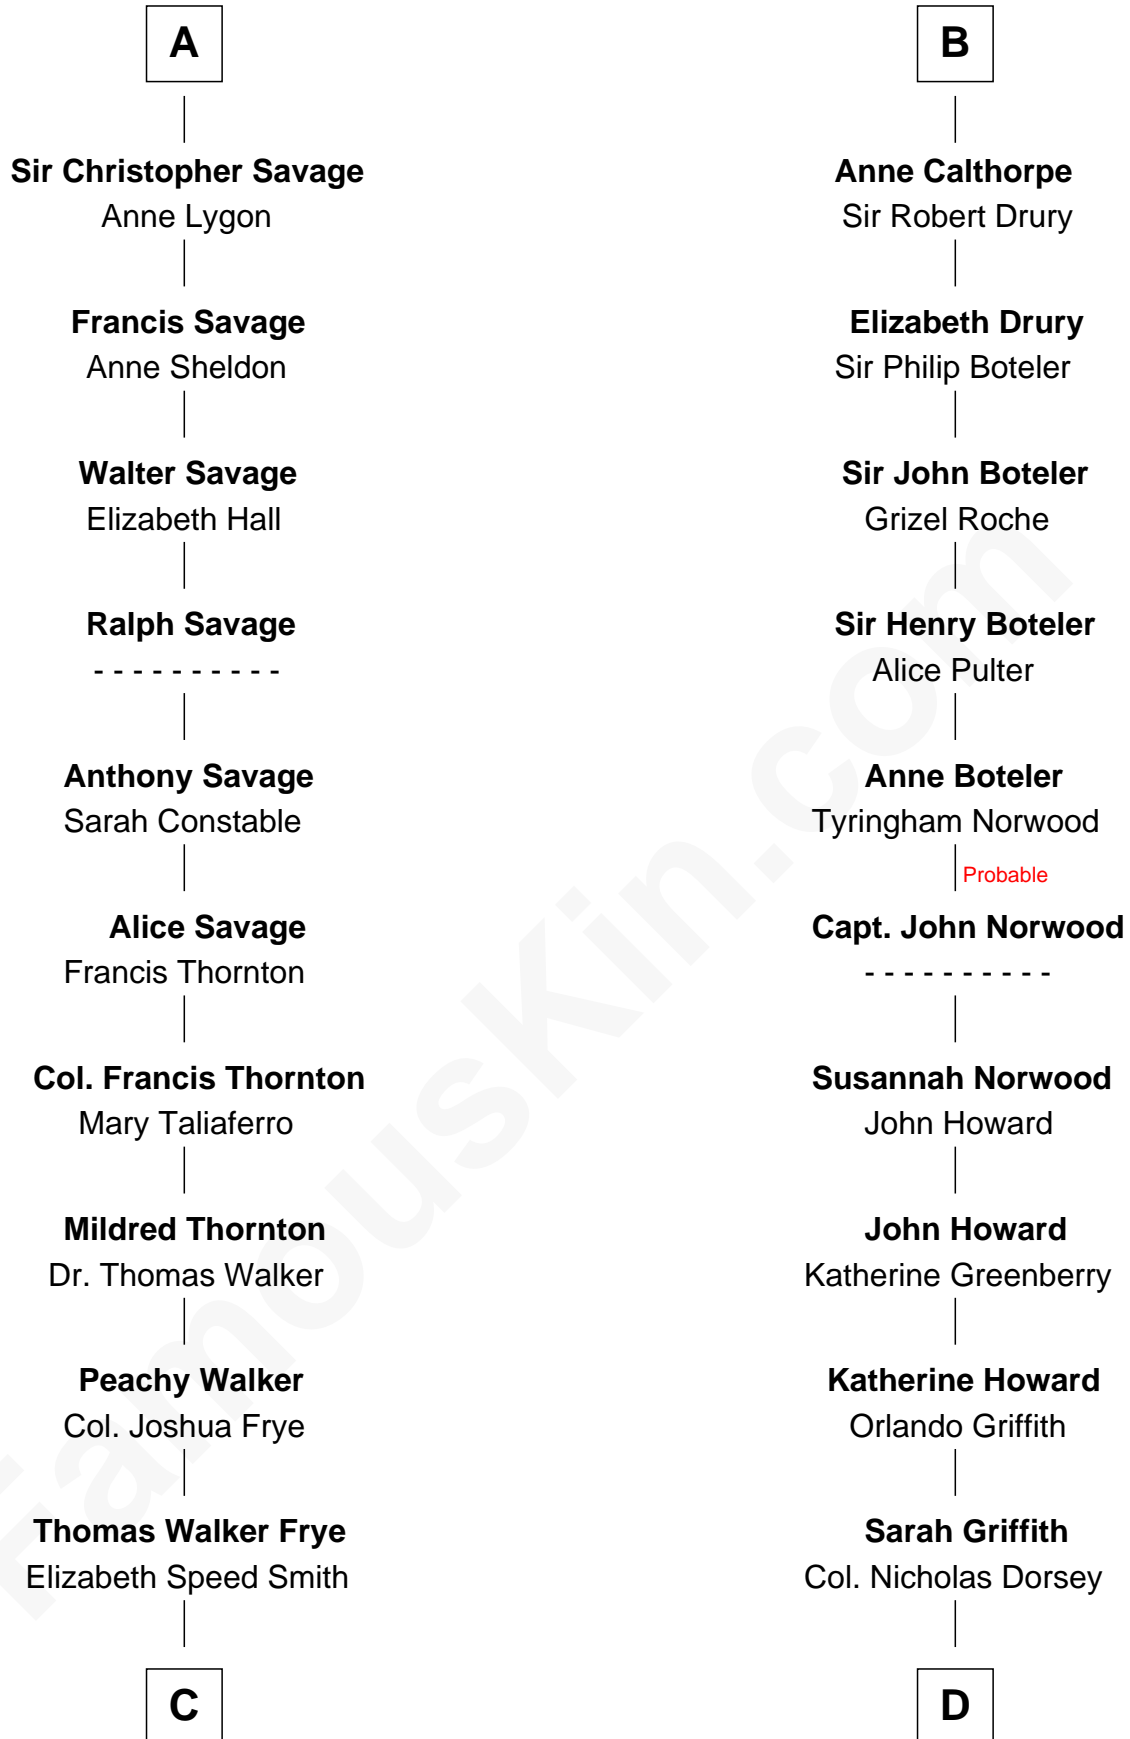 A
Sir Christopher Savage
Anne Lygon
Francis Savage
Anne Sheldon
Walter Savage
Elizabeth Hall
Ralph Savage
- - - - - - - - - -
Anthony Savage
Sarah Constable
Alice Savage
Francis Thornton
Col. Francis Thornton
Mary Taliaferro
Mildred Thornton
Dr. Thomas Walker
Peachy Walker
Col. Joshua Frye
Thomas Walker Frye
Elizabeth Speed Smith
C
B
Anne Calthorpe
Sir Robert Drury
Elizabeth Drury
Sir Philip Boteler
Sir John Boteler
Grizel Roche
Sir Henry Boteler
Alice Pulter
Anne Boteler
Tyringham Norwood
Probable
Capt. John Norwood
- - - - - - - - - -
Susannah Norwood
John Howard
John Howard
Katherine Greenberry
Katherine Howard
Orlando Griffith
Sarah Griffith
Col. Nicholas Dorsey
D
FamousKin.com